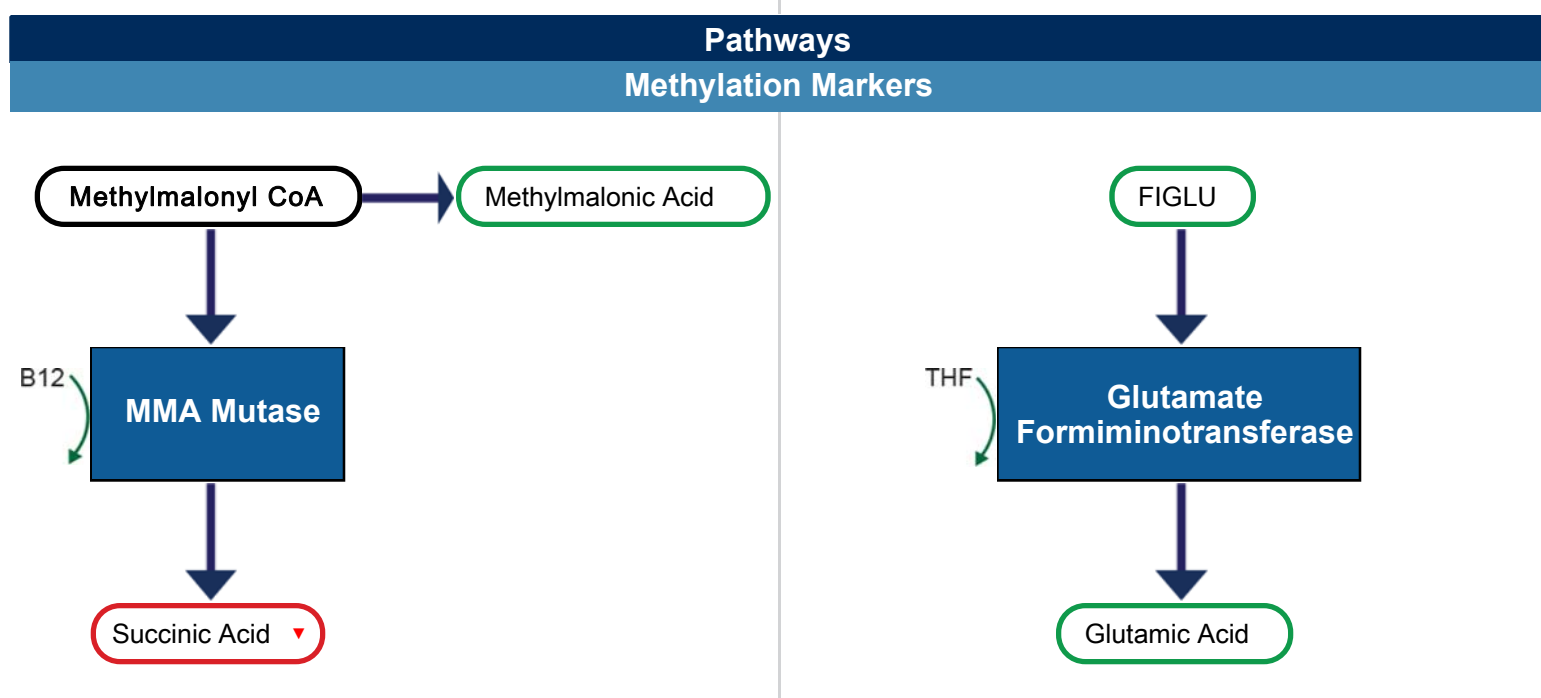 Pathways
Methylation Markers
Methylmalonyl CoA
Methylmalonic Acid
B12
MMA Mutase
Succinic Acid ▼
FIGLU
THF
Glutamate
Formiminotransferase
Glutamic Acid